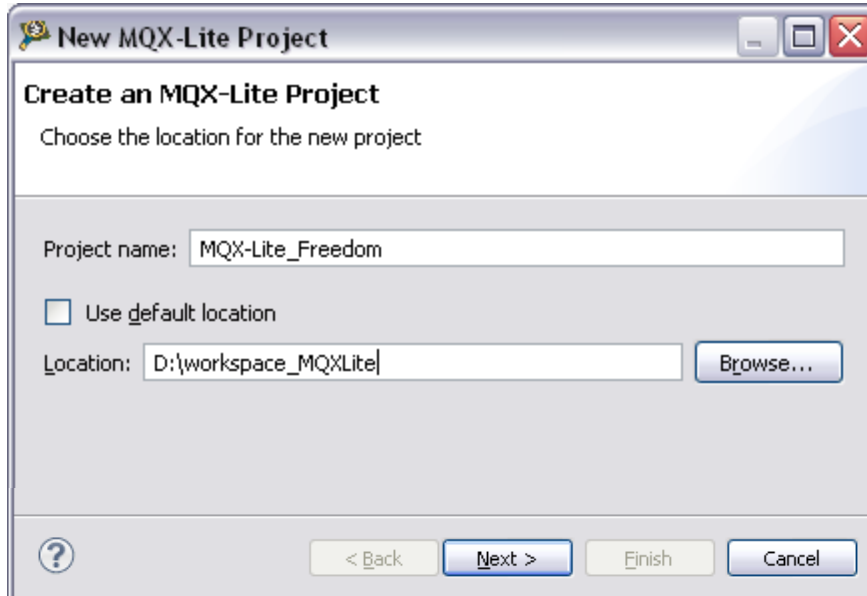 New MQX-Lite Project
Create an MQX-Lite Project
Choose the location for the new project
Project name: MQX-Lite_Freedom
Use default location
Location: D:\workspace_MQXLite Browse...
? < Back Next > Finish Cancel